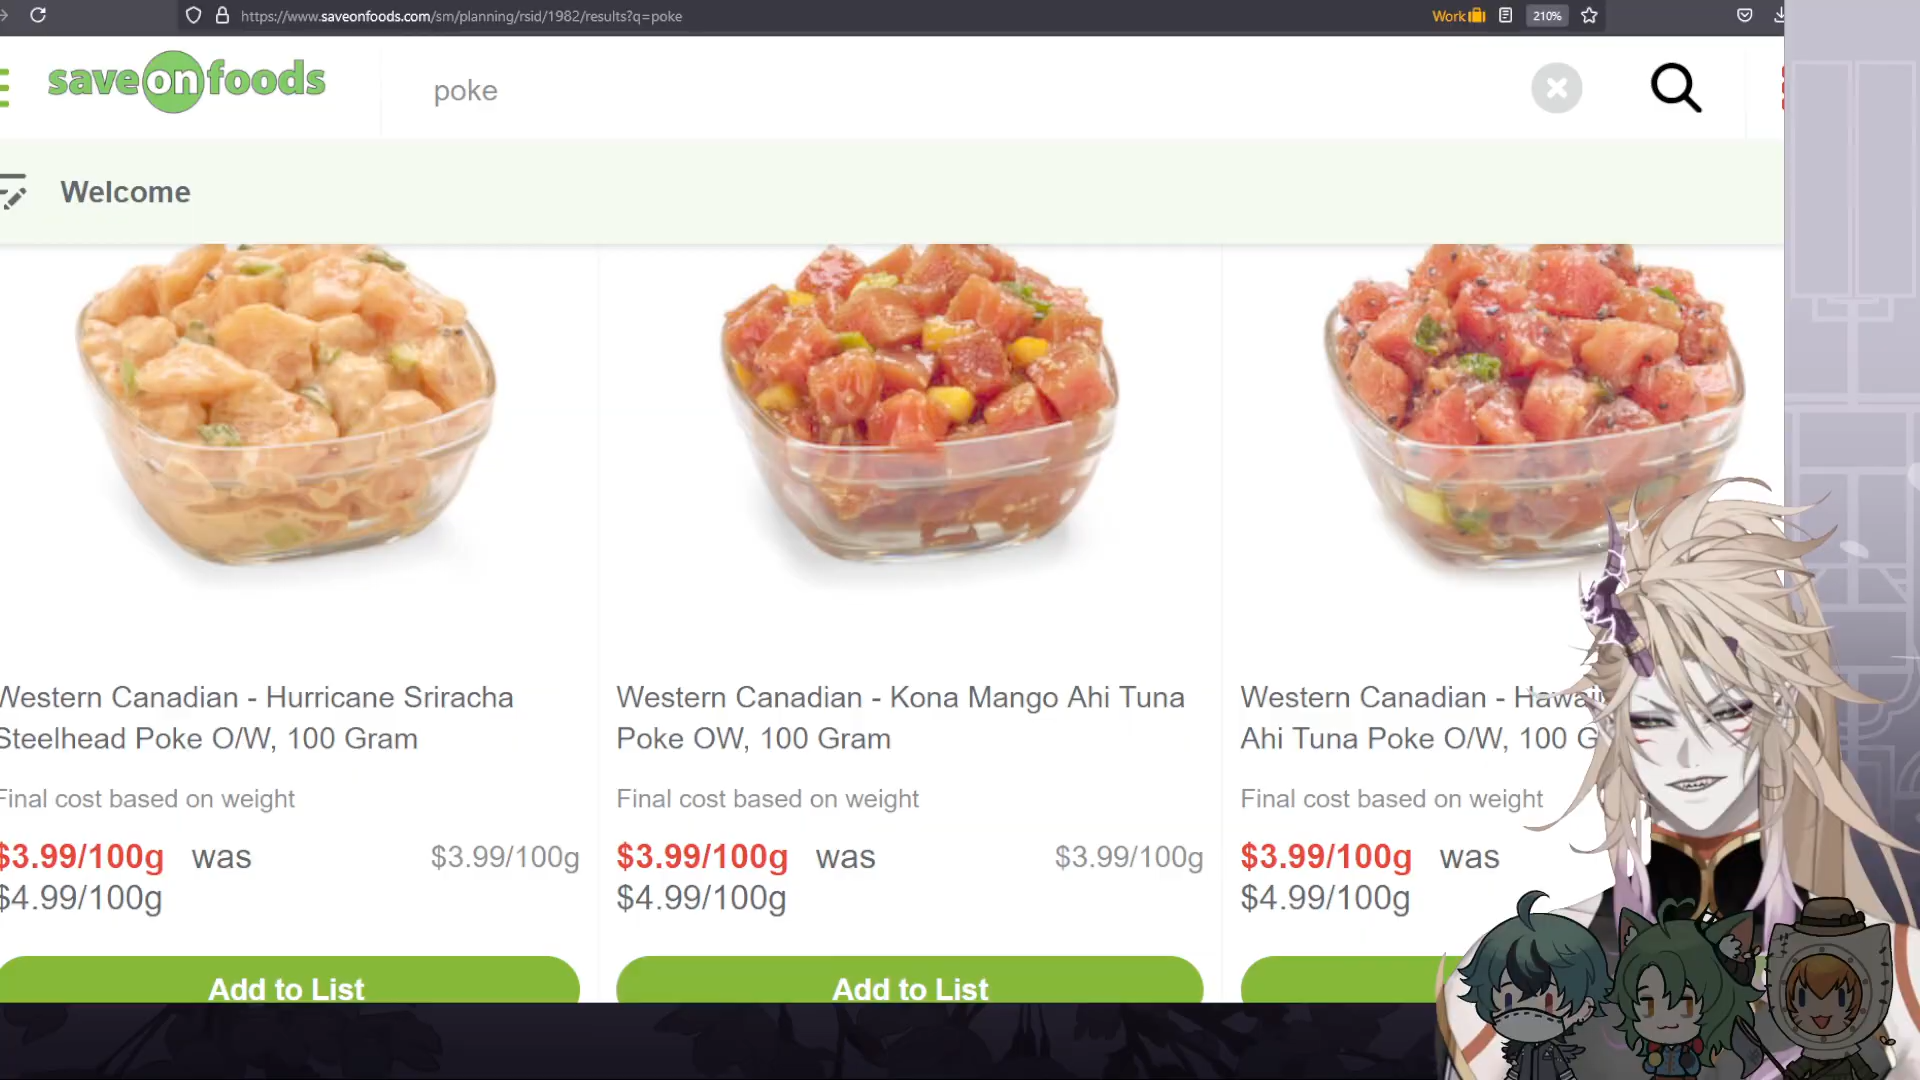 https://www.saveonfoods.com/sm/planning/rsid/1982/results?q=poke
Work
210%
save on foods
poke
Welcome
Western Canadian - Hurricane Sriracha
Steelhead Poke O/W, 100 Gram
Final cost based on weight
$3.99/100g was
$4.99/100g
$3.99/100g
Add to List
Western Canadian - Kona Mango Ahi Tuna
Poke OW, 100 Gram
Final cost based on weight
$3.99/100g was
$4.99/100g
$3.99/100g
Add to List
Western Canadian -
Ahi Tuna Poke O/W, 100
Final cost based on weight
$3.99/100g was
$4.99/100g